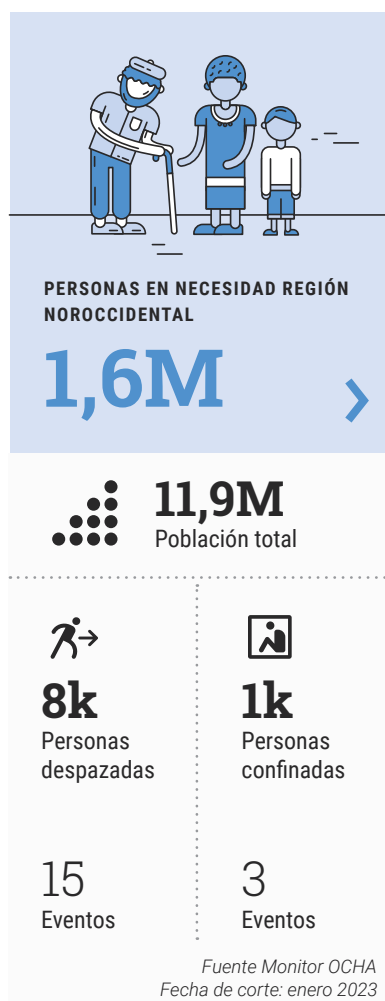 PERSONAS EN NECESIDAD REGIÓN
NOROCCIDENTAL
1,6M
11,9M
Población total
8k
Personas
despazadas
15
Eventos
1k
Personas
confinadas
3
Eventos
Fuente Monitor OCHA
Fecha de corte: enero 2023